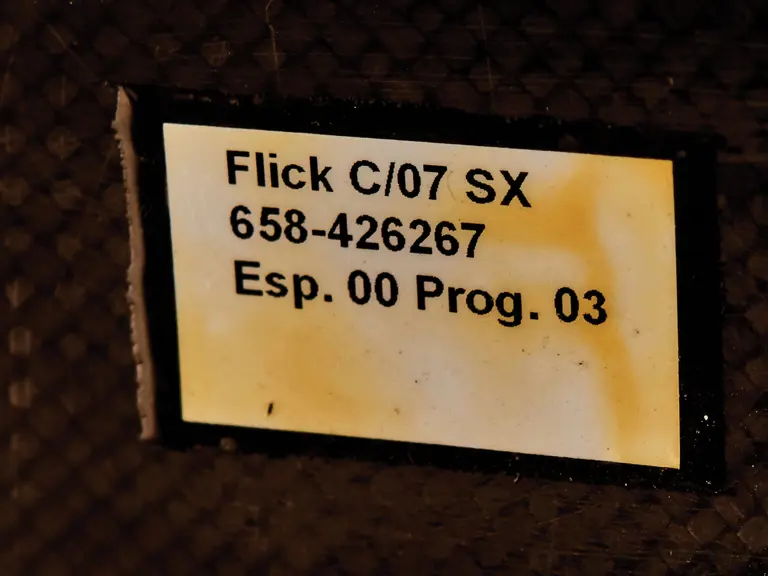 Flick C/07 SX
658-426267
Esp. 00 Prog. 03